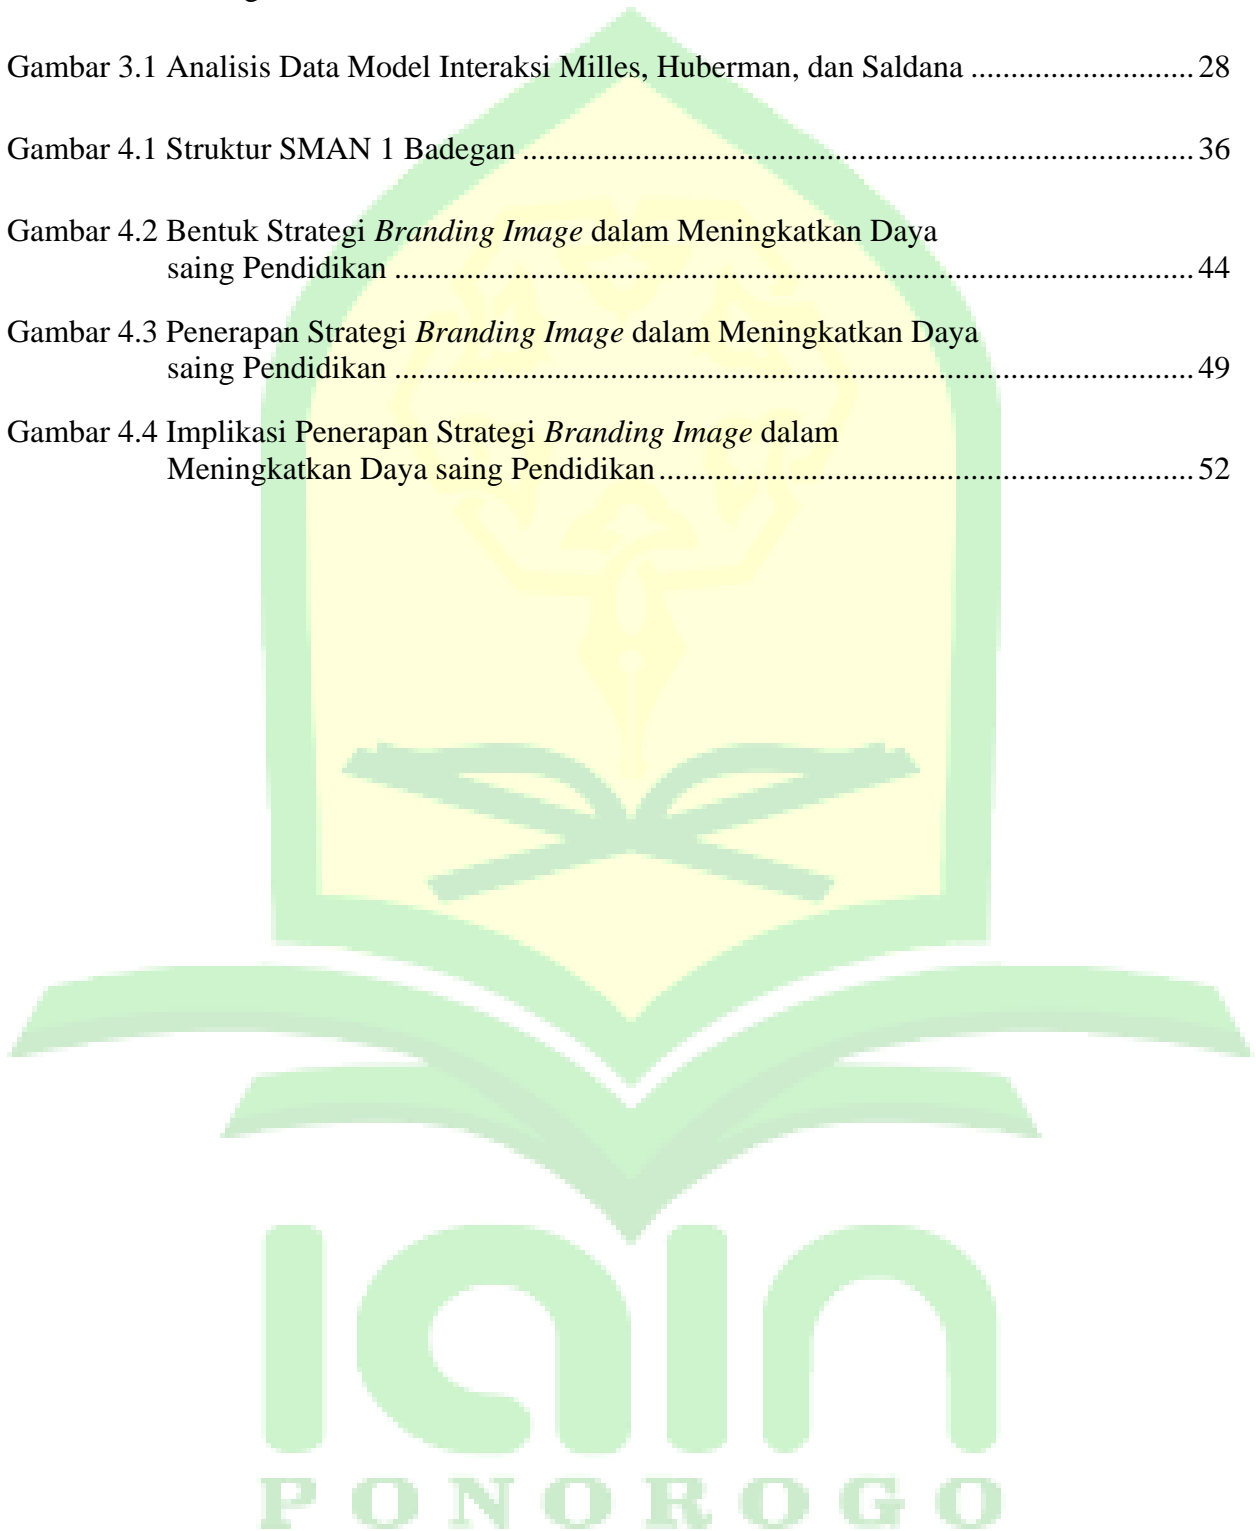 Gambar 3.1 Analisis Data Model Interaksi Milles, Huberman, dan Saldana ............................ 28
Gambar 4.1 Struktur SMAN 1 Badegan ..................................................................................... 36
Gambar 4.2 Bentuk Strategi Branding Image dalam Meningkatkan Daya
saing Pendidikan ..................................................................................................... 44
Gambar 4.3 Penerapan Strategi Branding Image dalam Meningkatkan Daya
saing Pendidikan ..................................................................................................... 49
Gambar 4.4 Implikasi Penerapan Strategi Branding Image dalam
Meningkatkan Daya saing Pendidikan .................................................................... 52
iain
PONOROGO